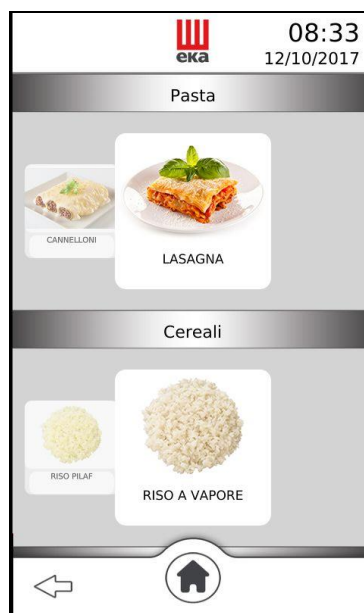 08:33
eka
12/10/2017
Pasta
CANNELLONI
LASAGNA
Cereali
RISO PILAF
RISO A VAPORE